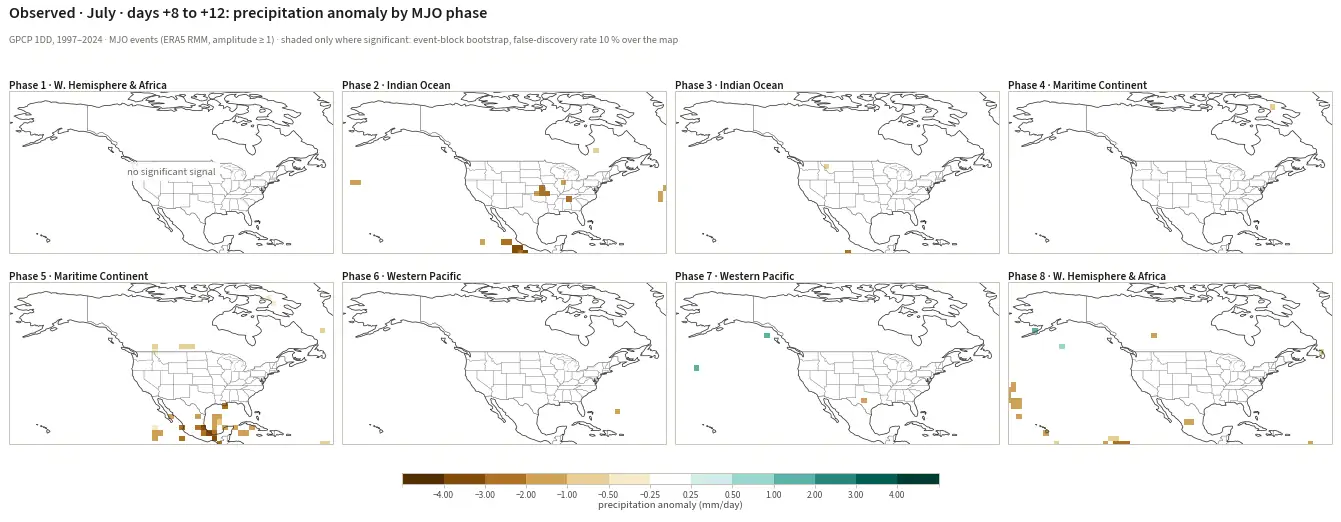 Observed · July · days +8 to +12: precipitation anomaly by MJO phase
GPCP 1DD, 1997–2024 · MJO events (ERA5 RMM, amplitude ≥ 1) · shaded only where significant: event-block bootstrap, false-discovery rate 10 % over the map
Phase 1 · W. Hemisphere & Africa
Phase 2 · Indian Ocean
Phase 3 · Indian Ocean
Phase 4 · Maritime Continent
no significant signal
Phase 5 · Maritime Continent
Phase 6 · Western Pacific
Phase 7 · Western Pacific
Phase 8 · W. Hemisphere & Africa
−4.00 −3.00 −2.00 −1.00 −0.50 −0.25 0.25 0.50 1.00 2.00 3.00 4.00
precipitation anomaly (mm/day)